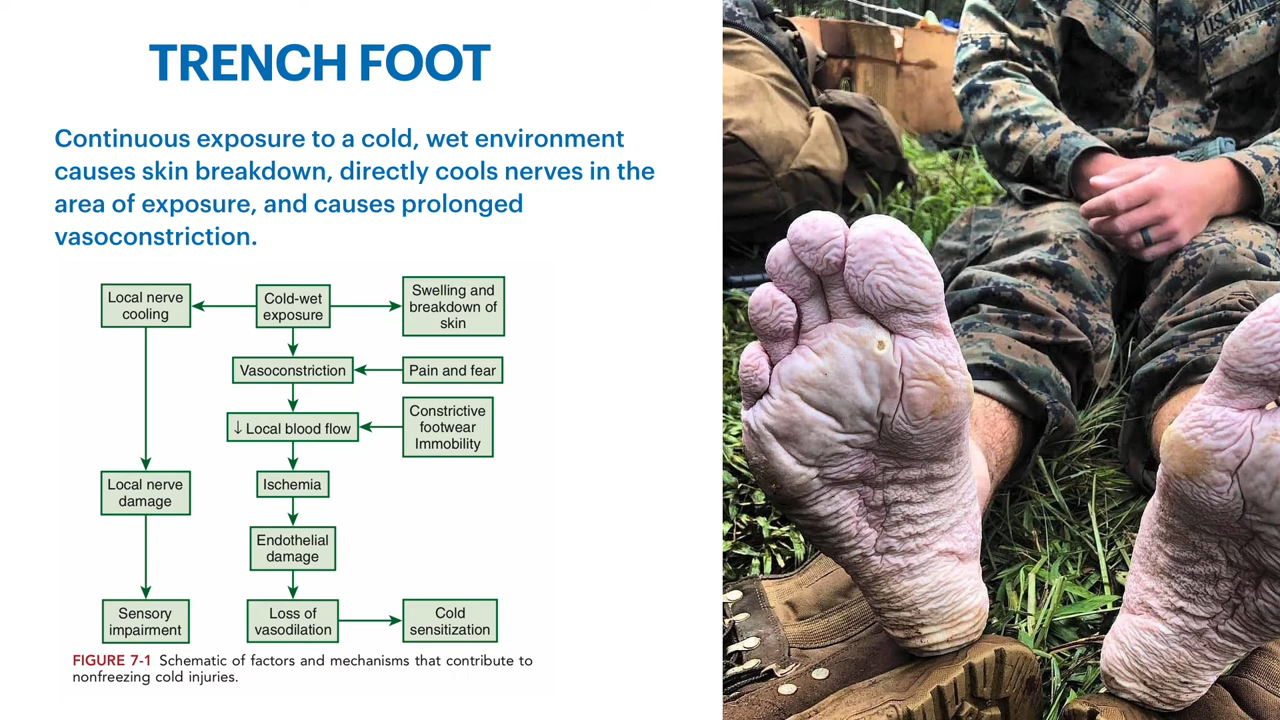 TRENCH FOOT
Continuous exposure to a cold, wet environment
causes skin breakdown, directly cools nerves in the
area of exposure, and causes prolonged
vasoconstriction.
Local nerve
cooling
Cold-wet
exposure
Swelling and
breakdown of
skin
Vasoconstriction
Pain and fear
↓ Local blood flow
Constrictive
footwear
Immobility
Ischemia
Local nerve
damage
Endothelial
damage
Sensory
impairment
Loss of
vasodilation
Cold
sensitization
FIGURE 7-1 Schematic of factors and mechanisms that contribute to
nonfreezing cold injuries.
U.S.